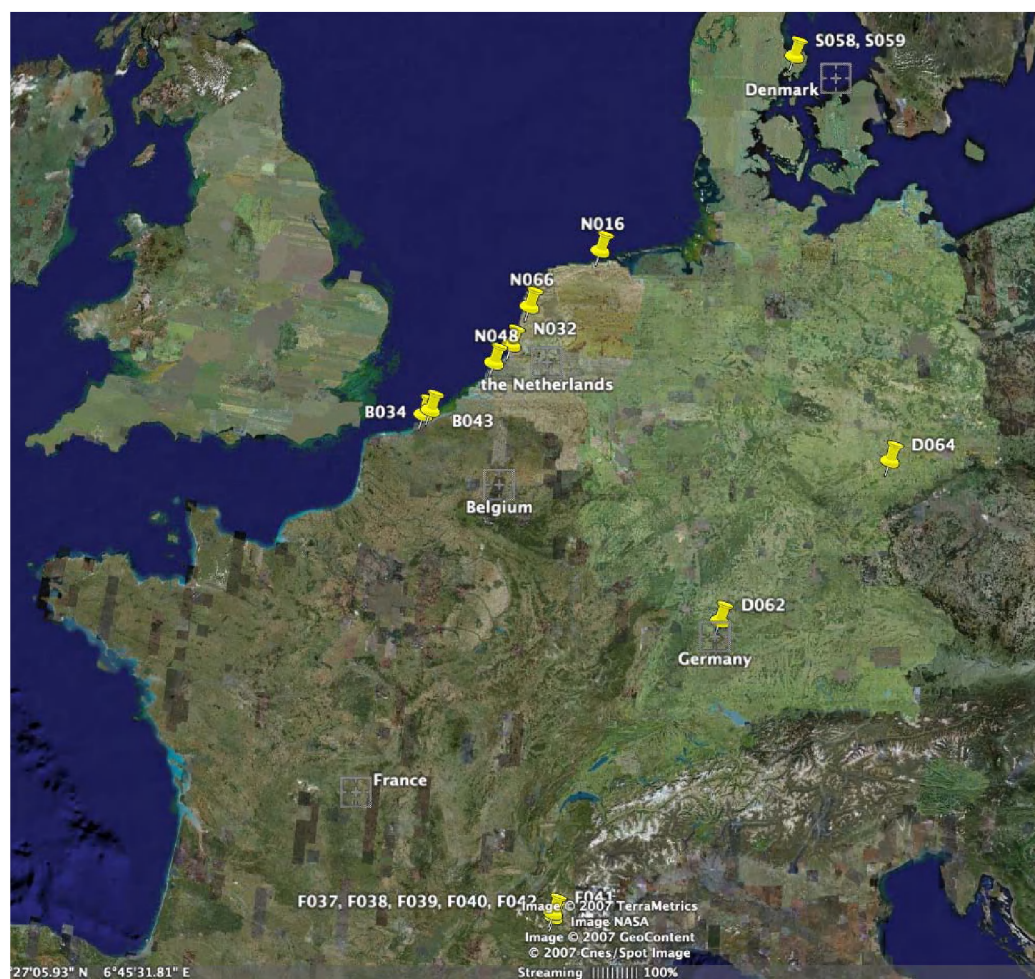 S058, S059
Denmark
N016
N066
N032
N048
the Netherlands
B034
B043
D064
Belgium
D062
Germany
France
F037, F038, F039, F040, F042
F041
Image © 2007 TerraMetrics
Image NASA
Image © 2007 GeoContent
© 2007 Cnes/Spot Image
27'05.93" N 6°45'31.81" E
Streaming |||||||||| 100%